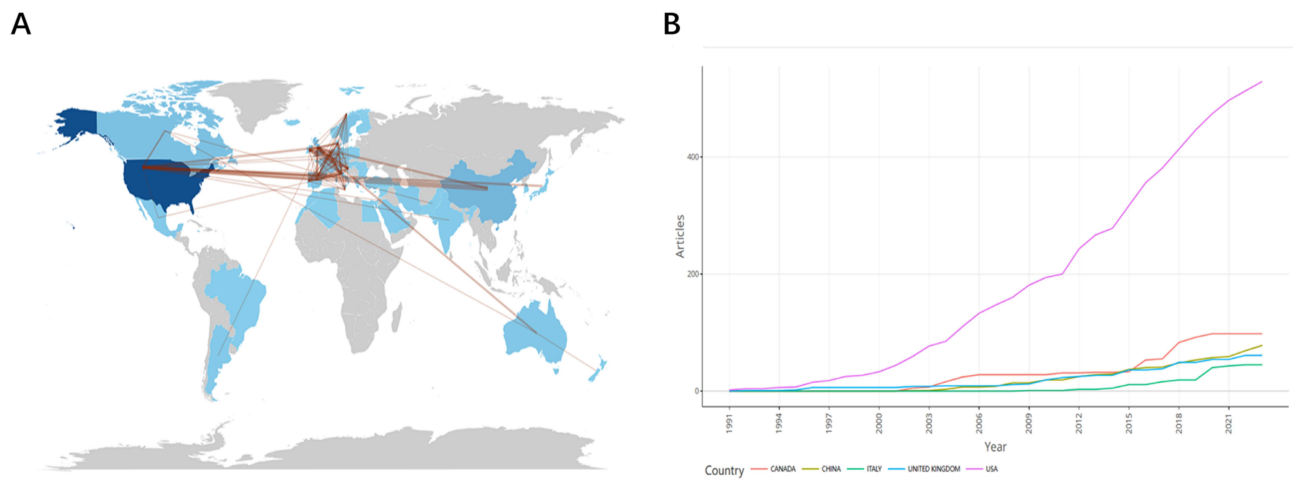 A
B
Articles
400
200
0
1991
1994
1997
2000
2003
2006
2009
2012
2015
2018
2021
Year
Country CANADA CHINA ITALY UNITED KINGDOM USA